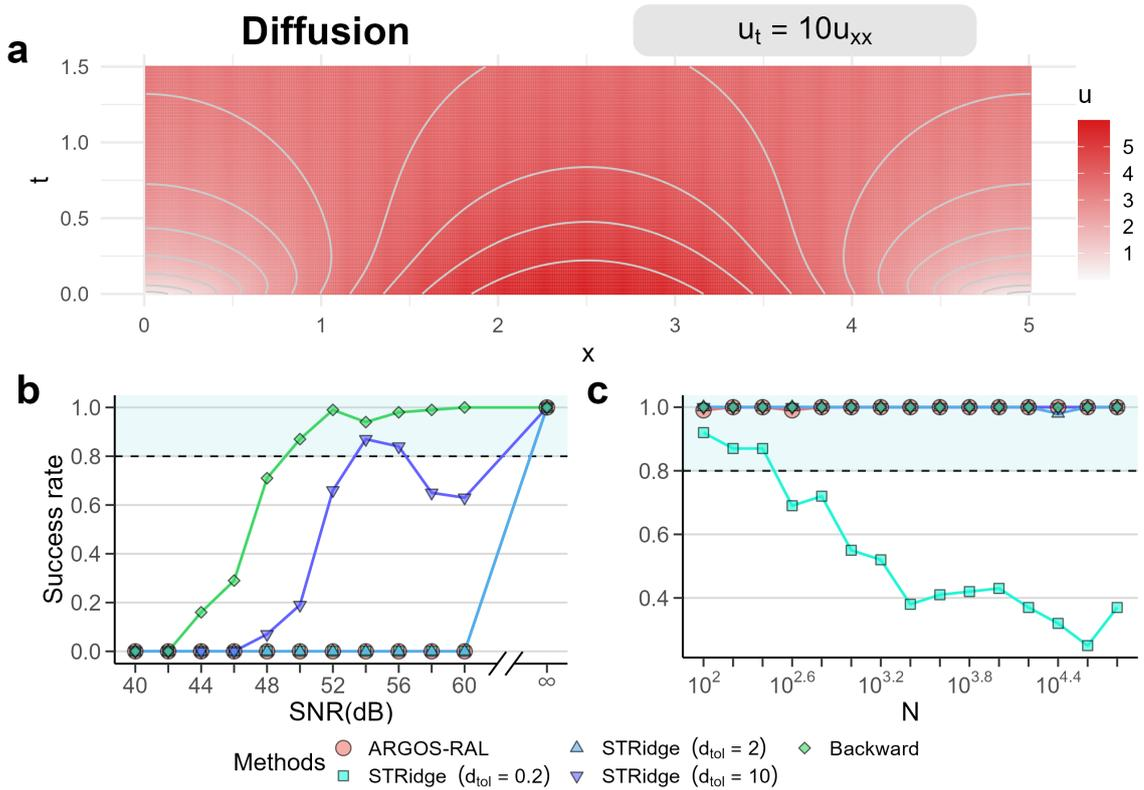 Diffusion
uₜ = 10uₓₓ
a
t
1.5
1.0
0.5
0.0
0 1 2 3 4 5
x
u
5
4
3
2
1
b
Success rate
1.0
0.8
0.6
0.4
0.2
0.0
40 44 48 52 56 60 ∞
SNR(dB)
c
1.0
0.8
0.6
0.4
10² 10^2.6 10^3.2 10^3.8 10^4.4
N
Methods
ARGOS-RAL
STRidge (d_tol = 0.2)
STRidge (d_tol = 2)
STRidge (d_tol = 10)
Backward